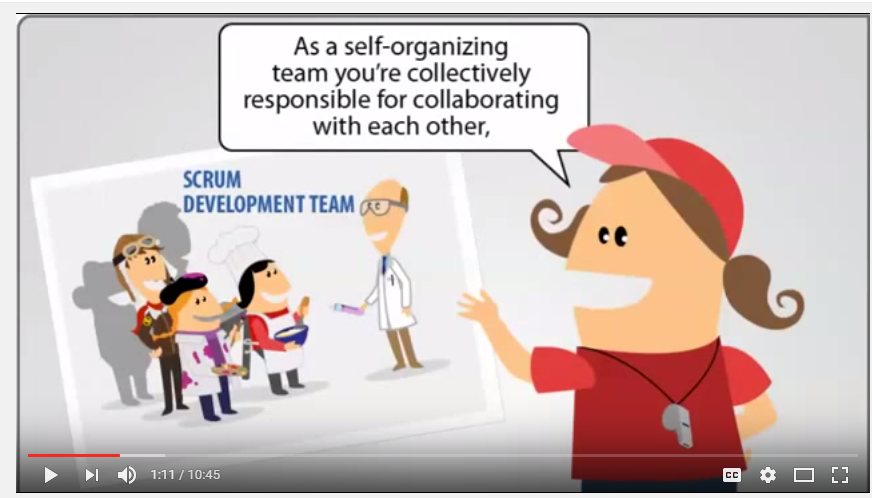 As a self-organizing
team you're collectively
responsible for collaborating
with each other,
SCRUM
DEVELOPMENT TEAM
1:11 / 10:45
CC